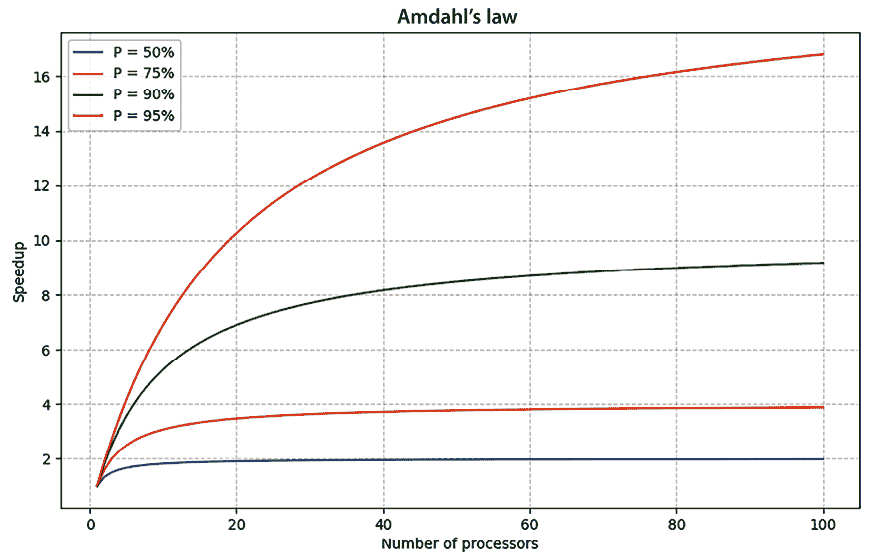 Amdahl’s law
P = 50%
P = 75%
P = 90%
P = 95%
16
14
12
10
8
6
4
2
Speedup
0 20 40 60 80 100
Number of processors